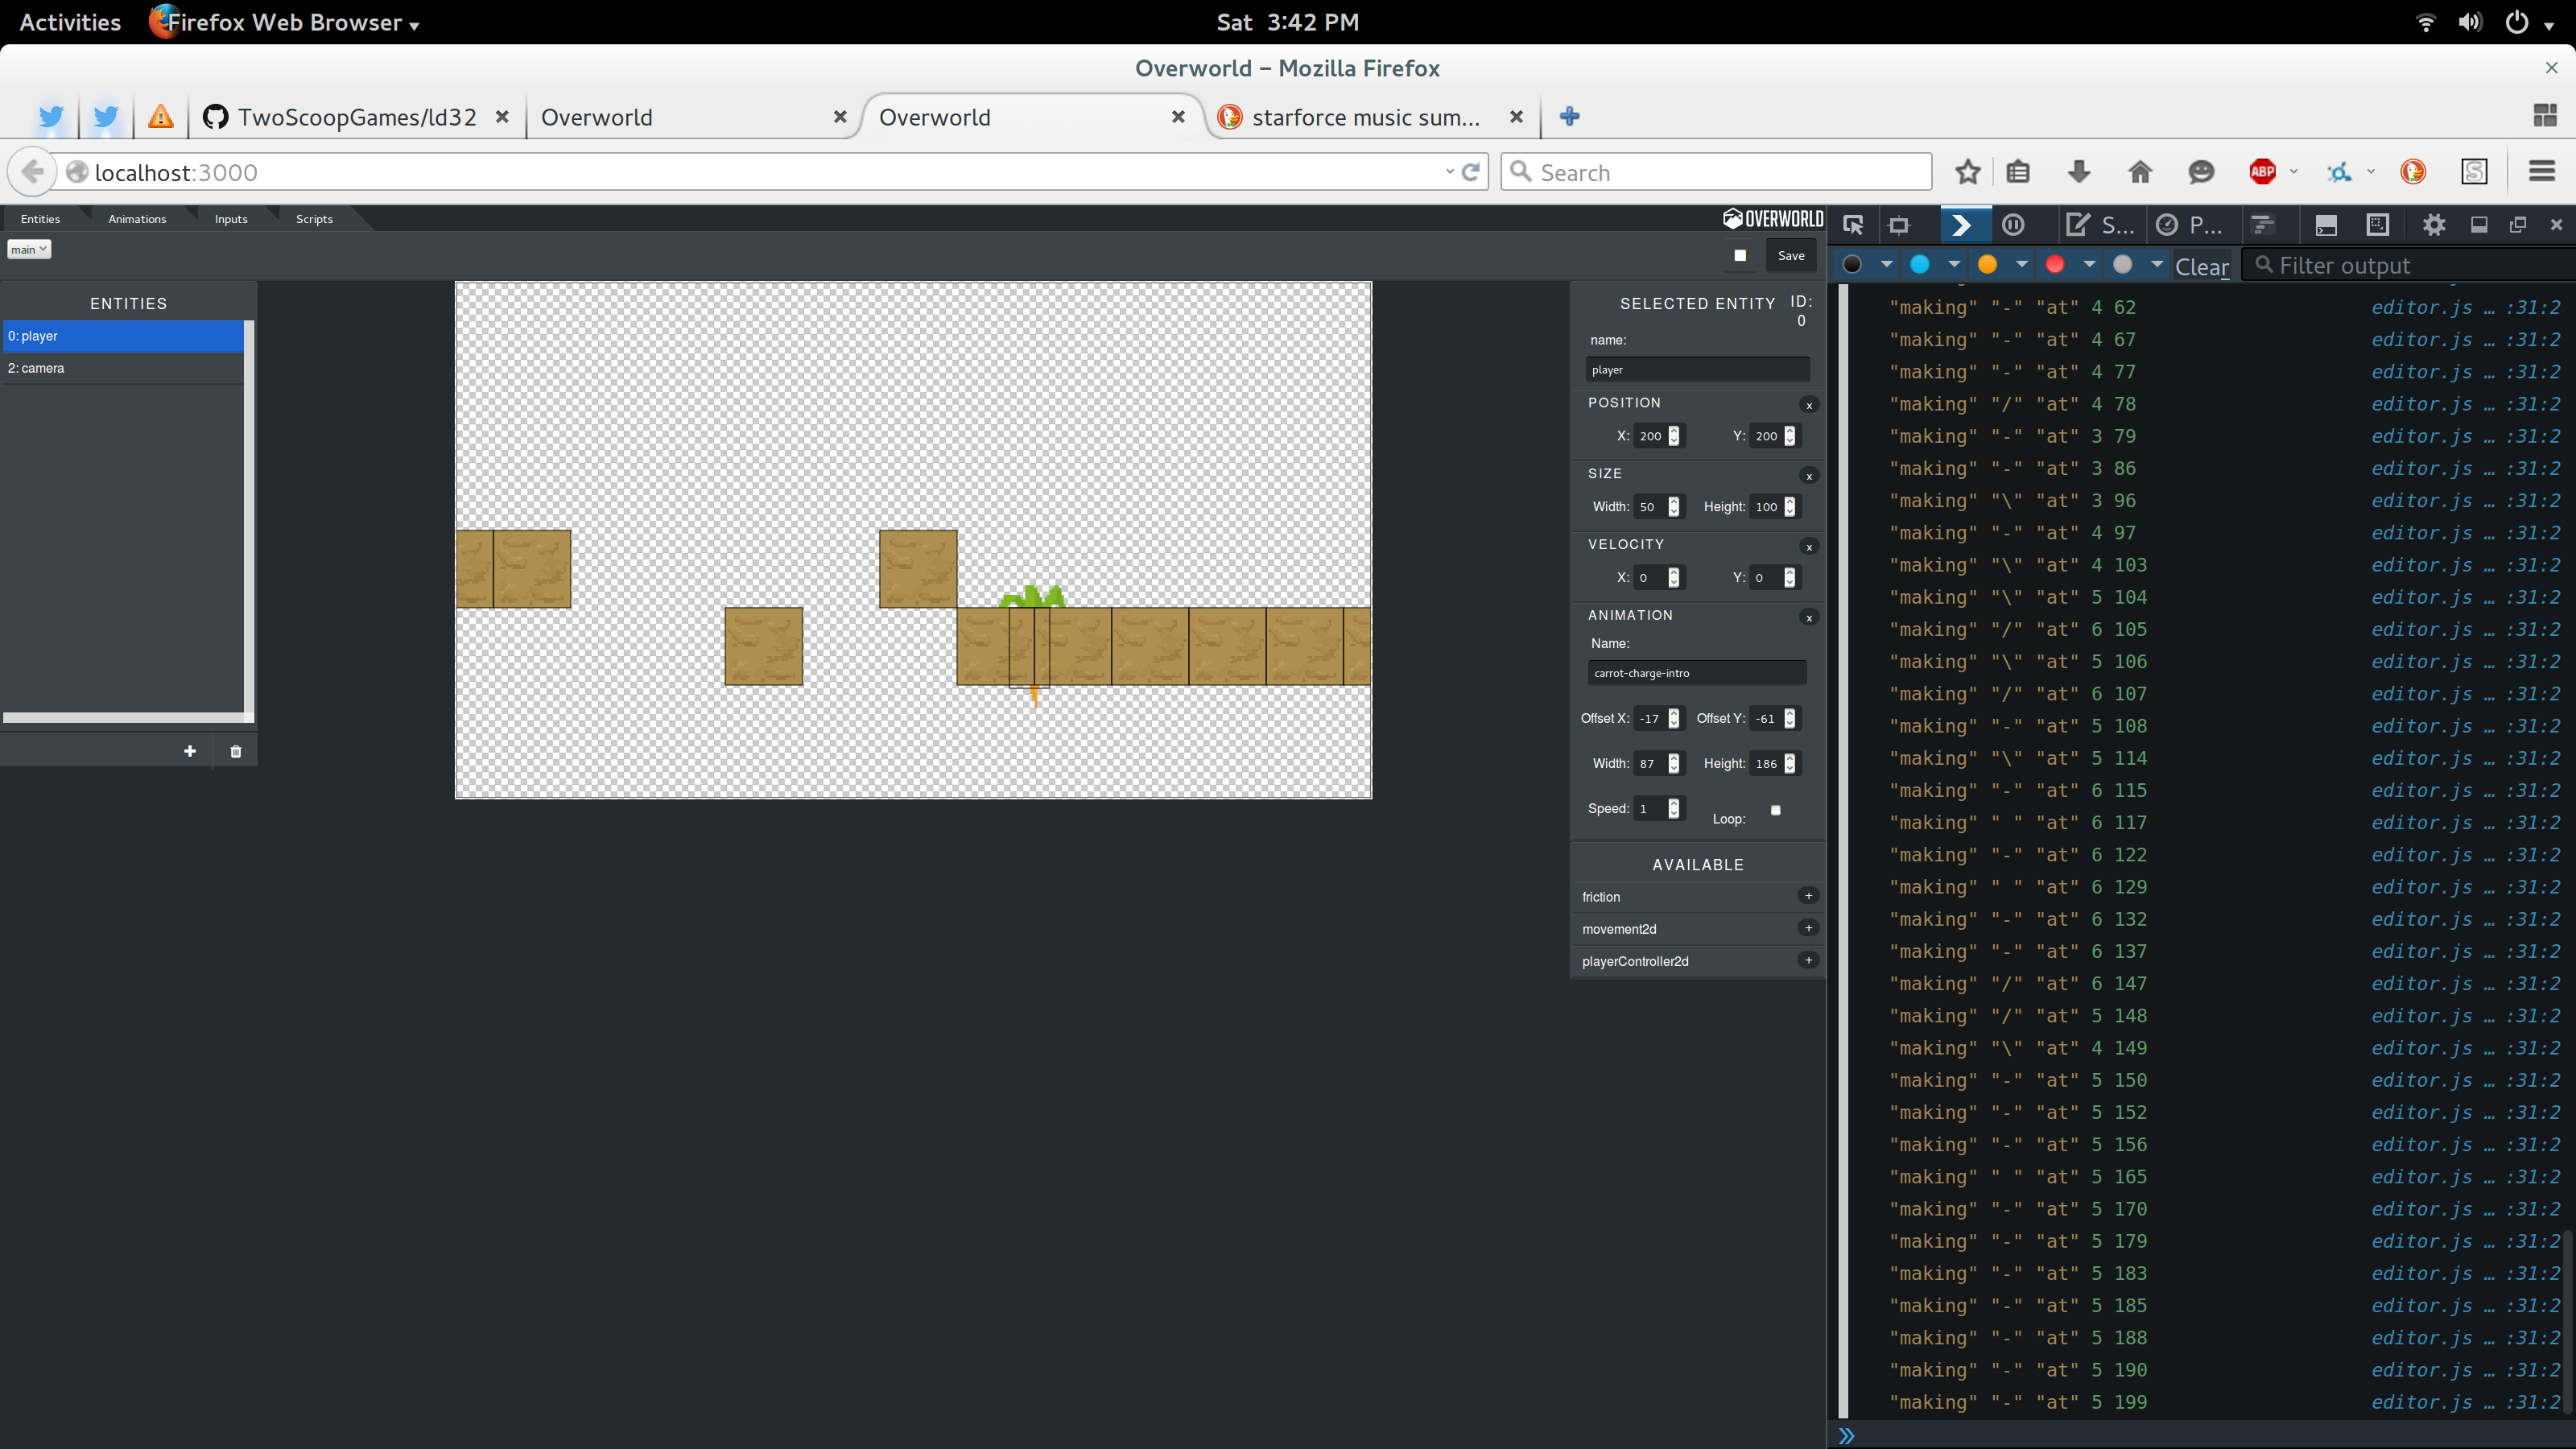 Activities Firefox Web Browser Sat 3:42 PM
Overworld – Mozilla Firefox
TwoScoopGames/ld32 Overworld Overworld starforce music sum...
localhost:3000 Search ABP S
Entities Animations Inputs Scripts OVERWORLD S... P...
main Save Clear Filter output
ENTITIES
0: player
2: camera
SELECTED ENTITY ID: 0
name:
player
POSITION x
X: 200 Y: 200
SIZE x
Width: 50 Height: 100
VELOCITY x
X: 0 Y: 0
ANIMATION x
Name:
carrot-charge-intro
Offset X: -17 Offset Y: -61
Width: 87 Height: 186
Speed: 1 Loop:
AVAILABLE
friction +
movement2d +
playerController2d +
"making" "-" "at" 4 62 editor.js … :31:2
"making" "-" "at" 4 67 editor.js … :31:2
"making" "-" "at" 4 77 editor.js … :31:2
"making" "/" "at" 4 78 editor.js … :31:2
"making" "-" "at" 3 79 editor.js … :31:2
"making" "-" "at" 3 86 editor.js … :31:2
"making" "\" "at" 3 96 editor.js … :31:2
"making" "-" "at" 4 97 editor.js … :31:2
"making" "\" "at" 4 103 editor.js … :31:2
"making" "\" "at" 5 104 editor.js … :31:2
"making" "/" "at" 6 105 editor.js … :31:2
"making" "\" "at" 5 106 editor.js … :31:2
"making" "/" "at" 6 107 editor.js … :31:2
"making" "-" "at" 5 108 editor.js … :31:2
"making" "\" "at" 5 114 editor.js … :31:2
"making" "-" "at" 6 115 editor.js … :31:2
"making" " " "at" 6 117 editor.js … :31:2
"making" "-" "at" 6 122 editor.js … :31:2
"making" " " "at" 6 129 editor.js … :31:2
"making" "-" "at" 6 132 editor.js … :31:2
"making" "-" "at" 6 137 editor.js … :31:2
"making" "/" "at" 6 147 editor.js … :31:2
"making" "/" "at" 5 148 editor.js … :31:2
"making" "\" "at" 4 149 editor.js … :31:2
"making" "-" "at" 5 150 editor.js … :31:2
"making" "-" "at" 5 152 editor.js … :31:2
"making" "-" "at" 5 156 editor.js … :31:2
"making" " " "at" 5 165 editor.js … :31:2
"making" "-" "at" 5 170 editor.js … :31:2
"making" "-" "at" 5 179 editor.js … :31:2
"making" "-" "at" 5 183 editor.js … :31:2
"making" "-" "at" 5 185 editor.js … :31:2
"making" "-" "at" 5 188 editor.js … :31:2
"making" "-" "at" 5 190 editor.js … :31:2
"making" "-" "at" 5 199 editor.js … :31:2